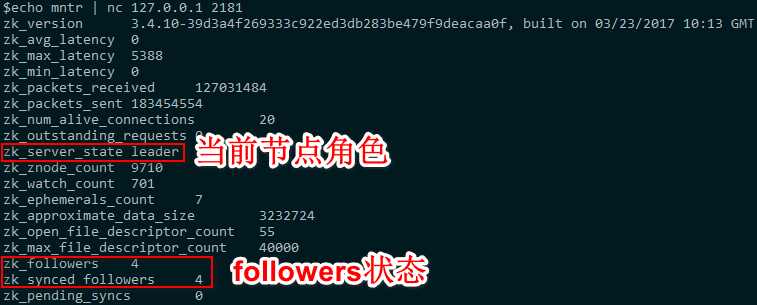 $echo mntr | nc 127.0.0.1 2181
zk_version      3.4.10-39d3a4f269333c922ed3db283be479f9deacaa0f, built on 03/23/2017 10:13 GMT
zk_avg_latency  0
zk_max_latency  5388
zk_min_latency  0
zk_packets_received     127031484
zk_packets_sent 183454554
zk_num_alive_connections        20
zk_outstanding_requests
zk_server_state leader 当前节点角色
zk_znode_count  9710
zk_watch_count  701
zk_ephemerals_count     7
zk_approximate_data_size        3232724
zk_open_file_descriptor_count   55
zk_max_file_descriptor_count    40000
zk_followers    4 followers状态
zk_synced_followers     4
zk_pending_syncs        0